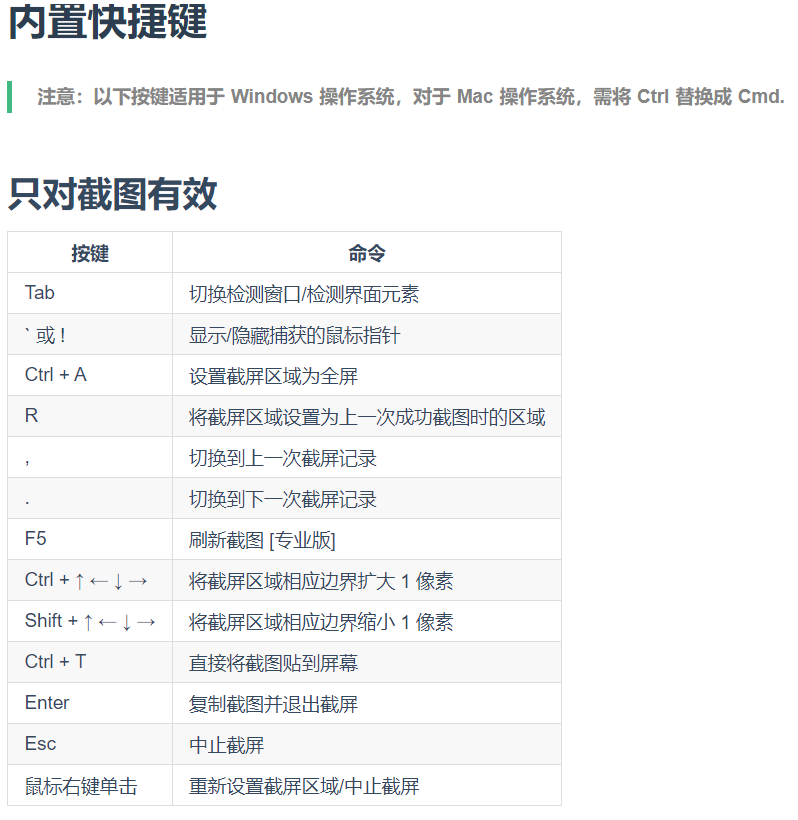 内置快捷键
注意：以下按键适用于 Windows 操作系统，对于 Mac 操作系统，需将 Ctrl 替换成 Cmd.
只对截图有效
按键 命令
Tab 切换检测窗口/检测界面元素
` 或 ! 显示/隐藏捕获的鼠标指针
Ctrl + A 设置截屏区域为全屏
R 将截屏区域设置为上一次成功截图时的区域
, 切换到上一次截屏记录
. 切换到下一次截屏记录
F5 刷新截图 [专业版]
Ctrl + ↑ ← ↓ → 将截屏区域相应边界扩大 1 像素
Shift + ↑ ← ↓ → 将截屏区域相应边界缩小 1 像素
Ctrl + T 直接将截图贴到屏幕
Enter 复制截图并退出截屏
Esc 中止截屏
鼠标右键单击 重新设置截屏区域/中止截屏